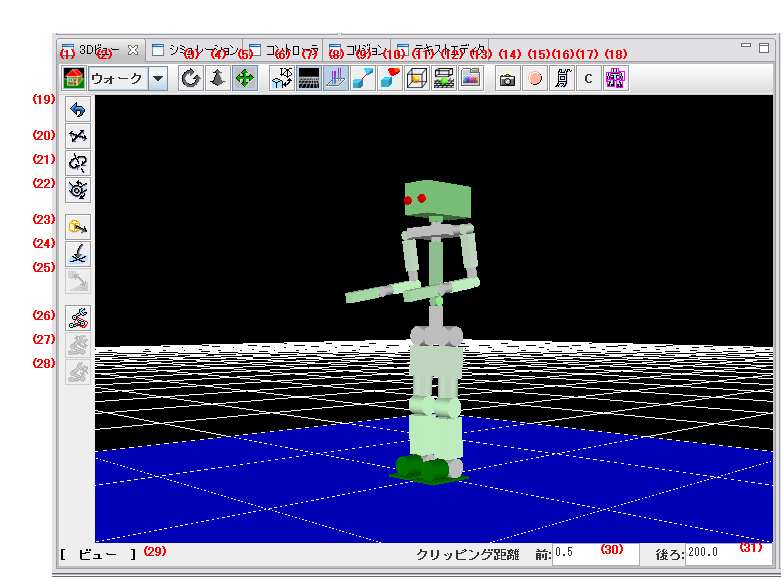 3Dビュー シミュレーション コントローラ コリジョン テキストエディタ
(1) (2) (3) (4) (5) (6) (7) (8) (9) (10) (11) (12) (13) (14) (15) (16) (17) (18)
ウォーク C
(19)
(20)
(21)
(22)
(23)
(24)
(25)
(26)
(27)
(28)
[ ビュー ] (29) クリッピング距離 前: 0.5 (30) 後ろ: 200.0 (31)